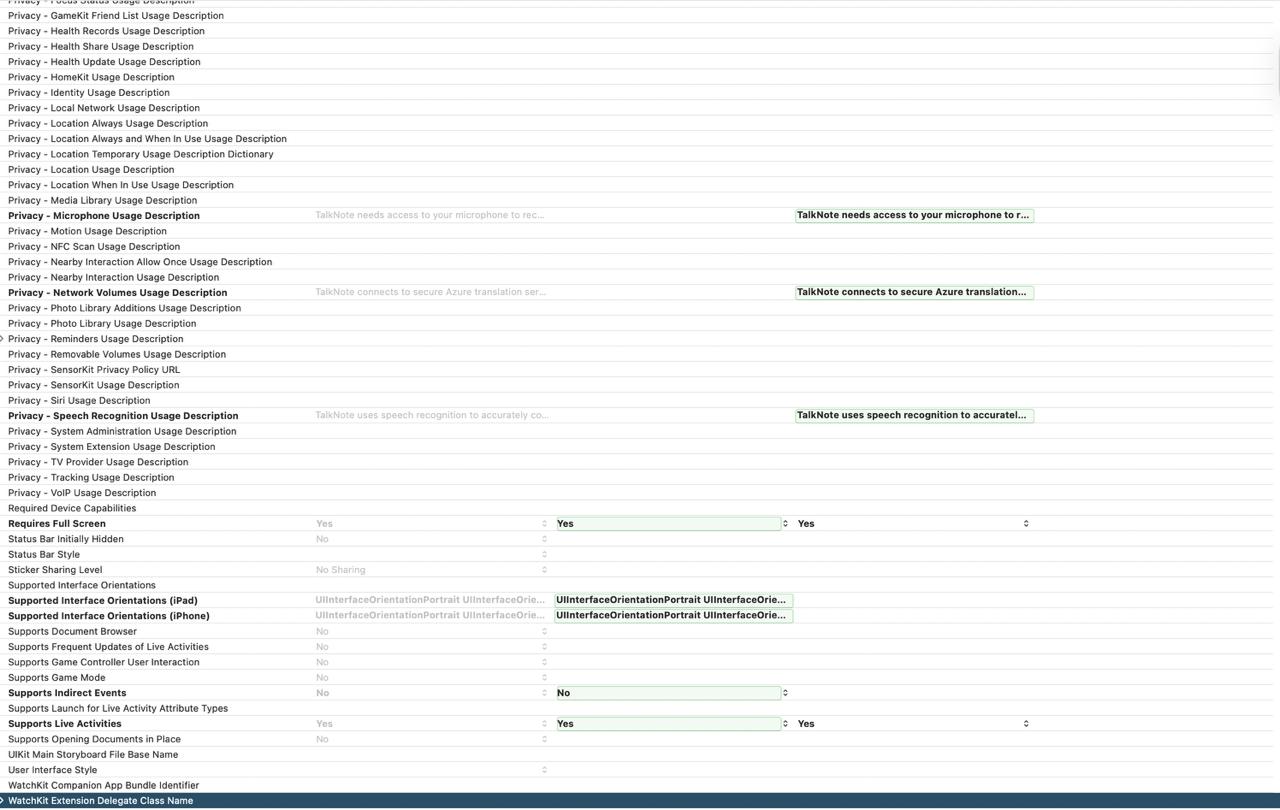 Privacy - Focus Status Usage Description
Privacy - GameKit Friend List Usage Description
Privacy - Health Records Usage Description
Privacy - Health Share Usage Description
Privacy - Health Update Usage Description
Privacy - HomeKit Usage Description
Privacy - Identity Usage Description
Privacy - Local Network Usage Description
Privacy - Location Always Usage Description
Privacy - Location Always and When In Use Usage Description
Privacy - Location Temporary Usage Description Dictionary
Privacy - Location Usage Description
Privacy - Location When In Use Usage Description
Privacy - Media Library Usage Description
Privacy - Microphone Usage Description TalkNote needs access to your microphone to rec... TalkNote needs access to your microphone to r...
Privacy - Motion Usage Description
Privacy - NFC Scan Usage Description
Privacy - Nearby Interaction Allow Once Usage Description
Privacy - Nearby Interaction Usage Description
Privacy - Network Volumes Usage Description TalkNote connects to secure Azure translation ser... TalkNote connects to secure Azure translation...
Privacy - Photo Library Additions Usage Description
Privacy - Photo Library Usage Description
Privacy - Reminders Usage Description
Privacy - Removable Volumes Usage Description
Privacy - SensorKit Privacy Policy URL
Privacy - SensorKit Usage Description
Privacy - Siri Usage Description
Privacy - Speech Recognition Usage Description TalkNote uses speech recognition to accurately co... TalkNote uses speech recognition to accuratel...
Privacy - System Administration Usage Description
Privacy - System Extension Usage Description
Privacy - TV Provider Usage Description
Privacy - Tracking Usage Description
Privacy - VoIP Usage Description
Required Device Capabilities
Requires Full Screen Yes Yes Yes
Status Bar Initially Hidden No
Status Bar Style
Sticker Sharing Level No Sharing
Supported Interface Orientations
Supported Interface Orientations (iPad) UIInterfaceOrientationPortrait UIInterfaceOrie... UIInterfaceOrientationPortrait UIInterfaceOrie...
Supported Interface Orientations (iPhone) UIInterfaceOrientationPortrait UIInterfaceOrie... UIInterfaceOrientationPortrait UIInterfaceOrie...
Supports Document Browser No
Supports Frequent Updates of Live Activities No
Supports Game Controller User Interaction No
Supports Game Mode No
Supports Indirect Events No No
Supports Launch for Live Activity Attribute Types
Supports Live Activities Yes Yes Yes
Supports Opening Documents in Place No
UIKit Main Storyboard File Base Name
User Interface Style
WatchKit Companion App Bundle Identifier
WatchKit Extension Delegate Class Name